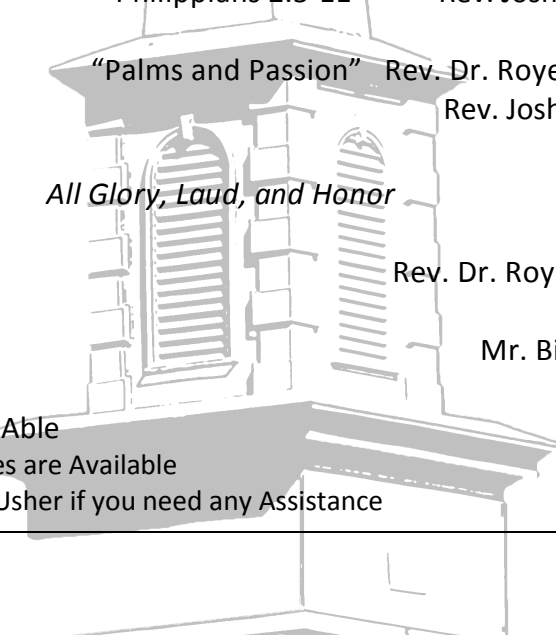 Philippians 2:5-11 Rev. Josh
"Palms and Passion" Rev. Dr. Roye
Rev. Josh
All Glory, Laud, and Honor
Rev. Dr. Roy
Mr. Bi
Able
es are Available
Usher if you need any Assistance